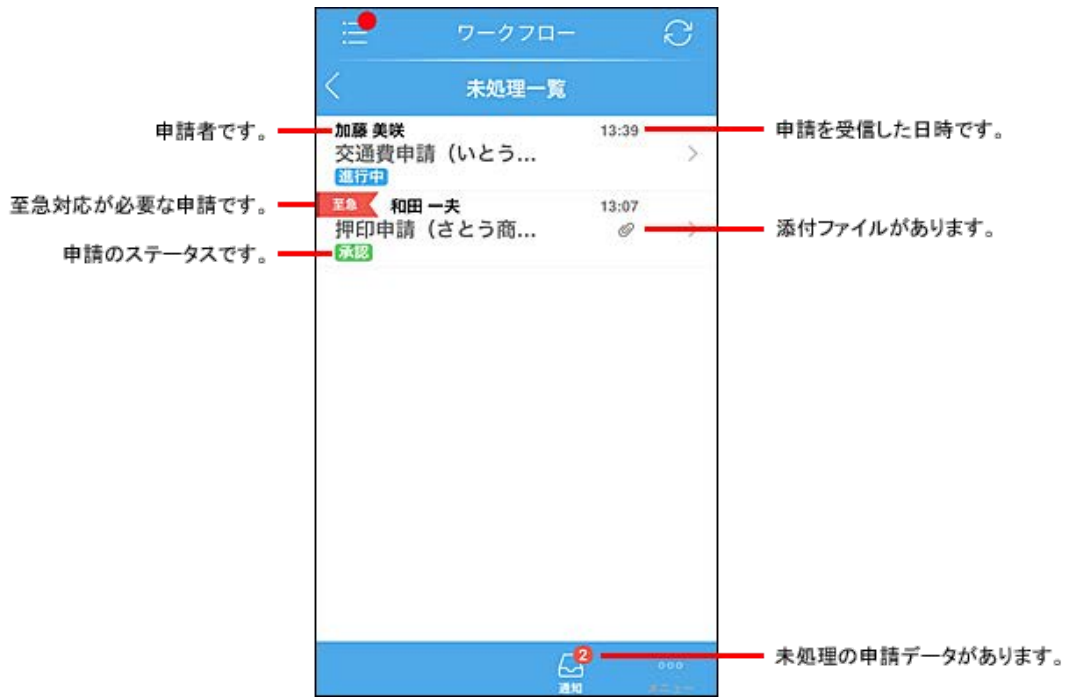 ワークフロー
未処理一覧
申請者です。
加藤 美咲
13:39
申請を受信した日時です。
交通費申請（いとう...
進行中
至急対応が必要な申請です。
至急
和田 一夫
13:07
押印申請（さとう商...
添付ファイルがあります。
申請のステータスです。
承認
2
未処理の申請データがあります。
通知
メニュー